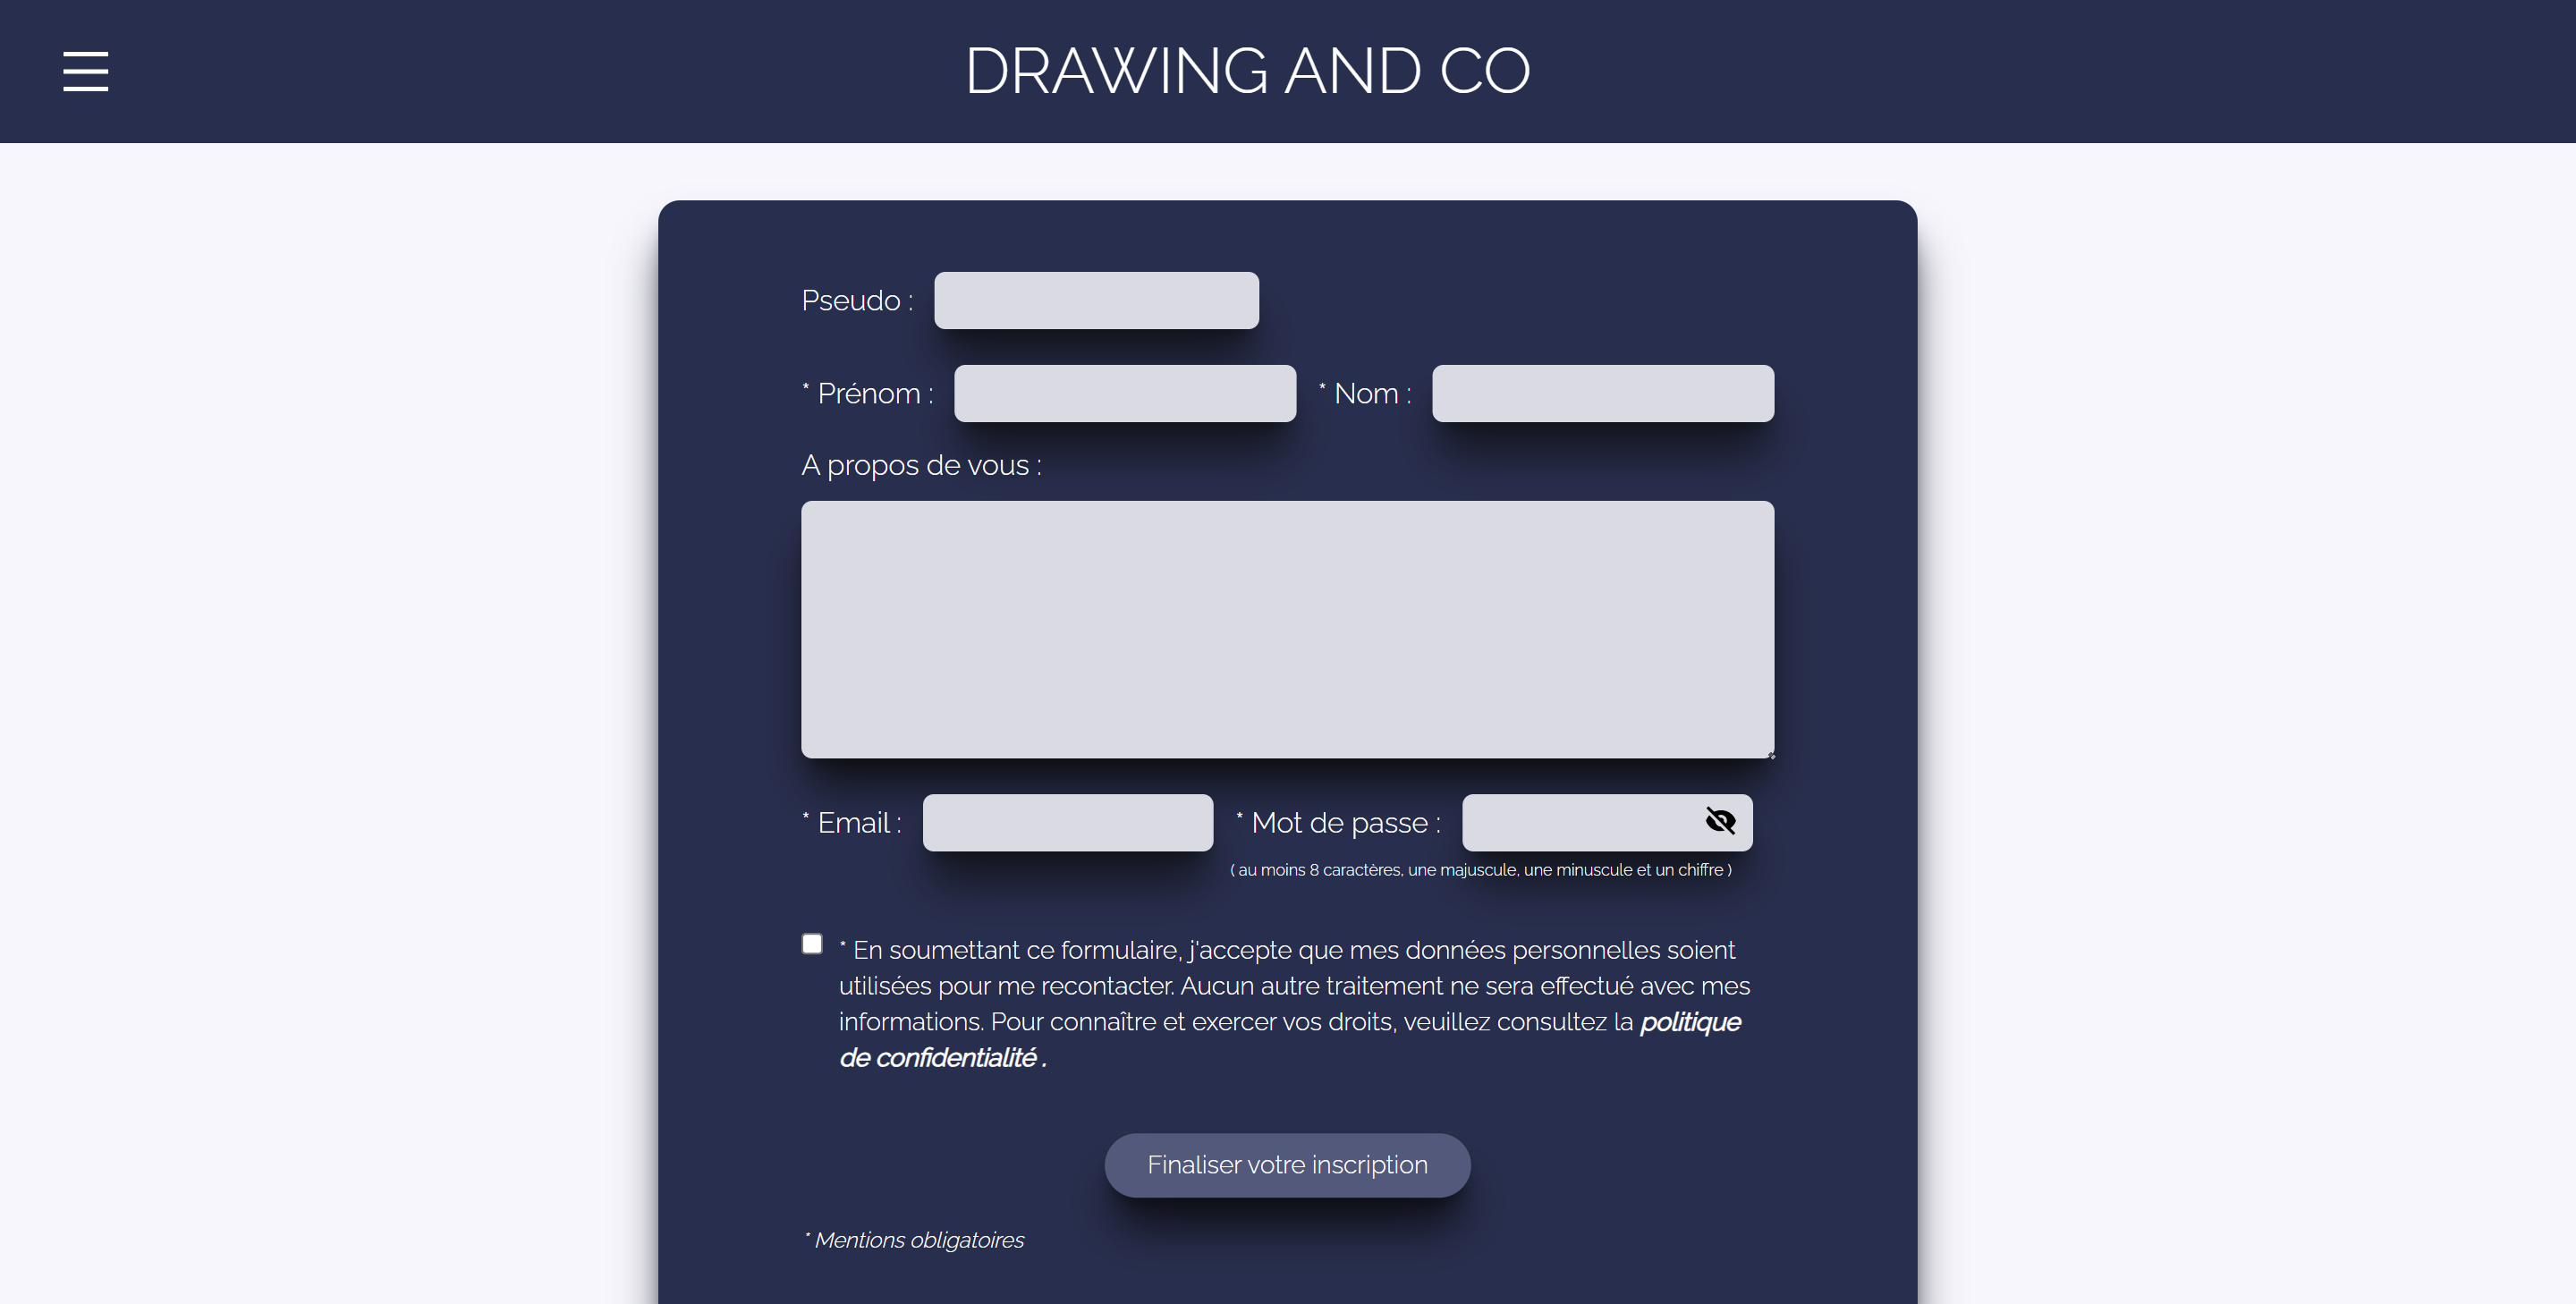 DRAWING AND CO
Pseudo :
* Prénom : * Nom :
A propos de vous :
* Email : * Mot de passe :
( au moins 8 caractères, une majuscule, une minuscule et un chiffre )
* En soumettant ce formulaire, j'accepte que mes données personnelles soient
utilisées pour me recontacter. Aucun autre traitement ne sera effectué avec mes
informations. Pour connaître et exercer vos droits, veuillez consultez la politique
de confidentialité .
Finaliser votre inscription
* Mentions obligatoires